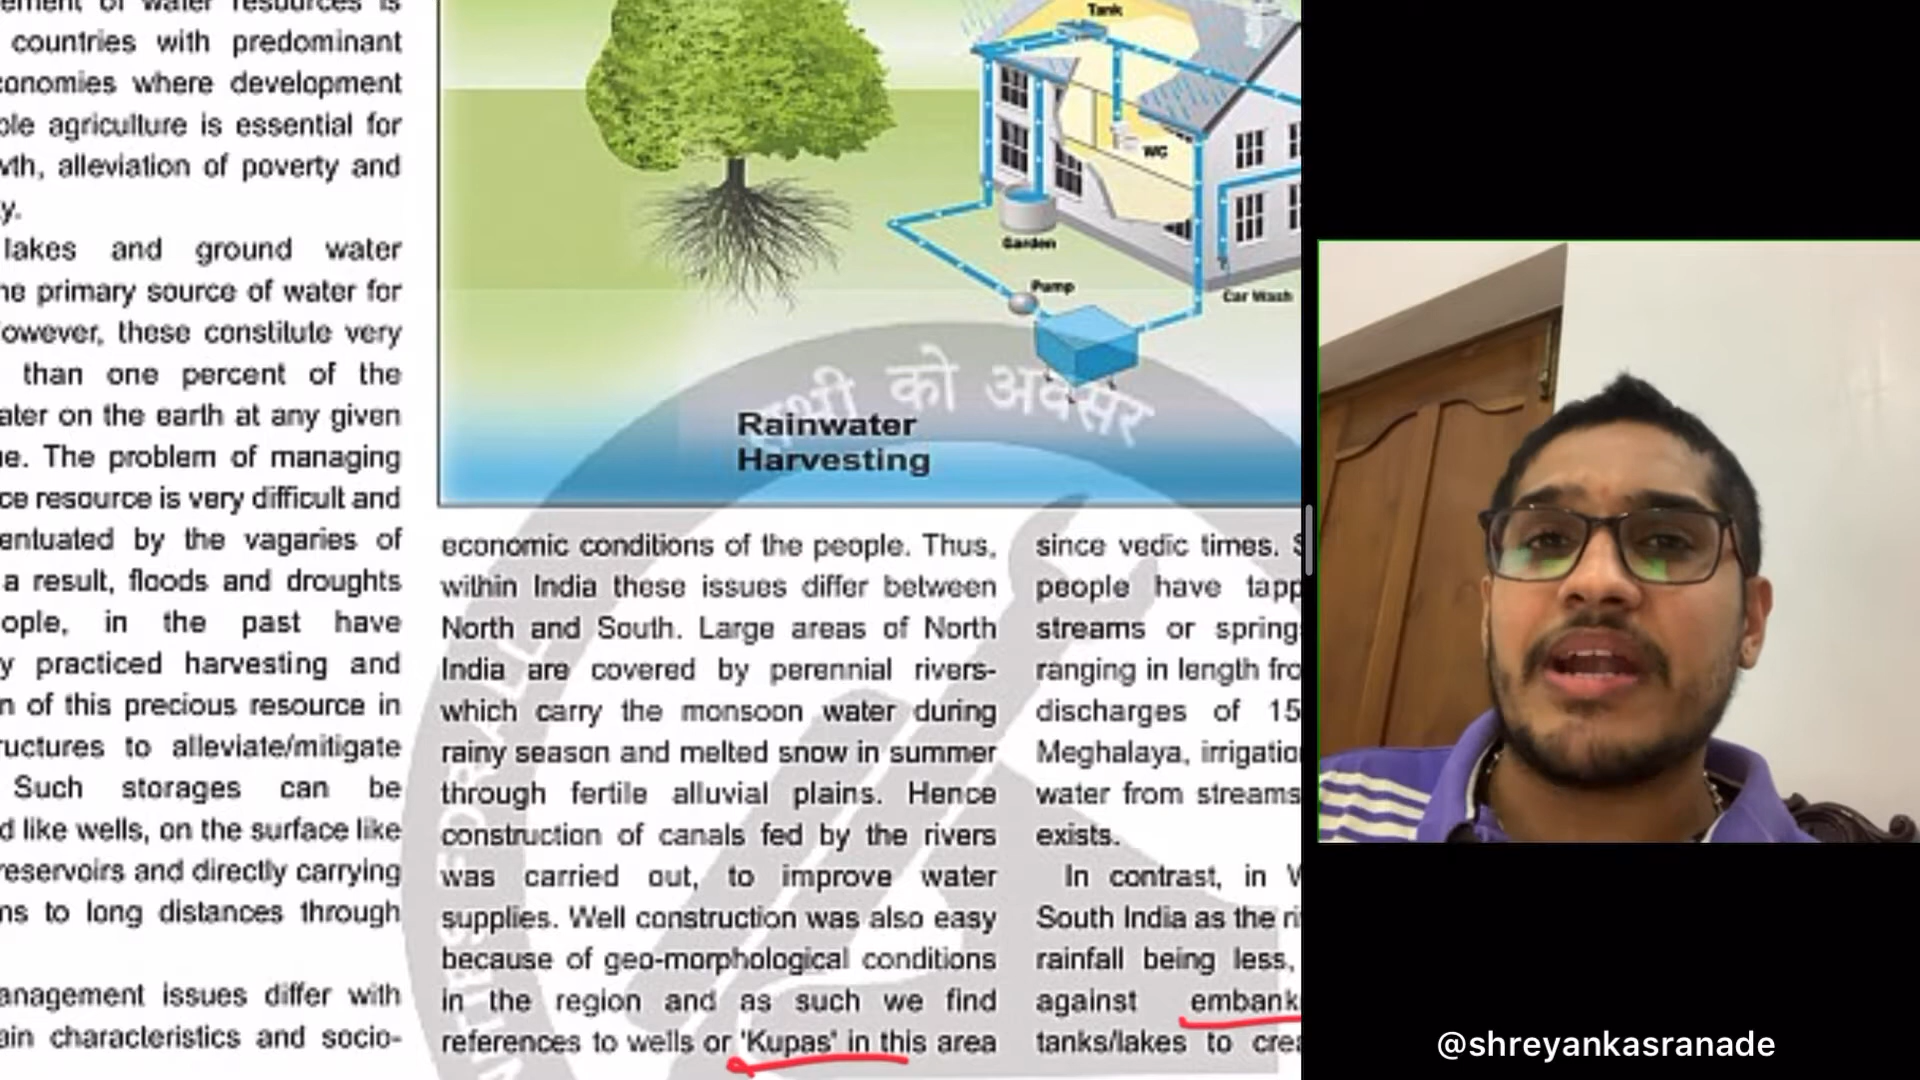 ement of water resources is
countries with predominant
conomies where development
ble agriculture is essential for
wth, alleviation of poverty and
y.
lakes and ground water
he primary source of water for
owever, these constitute very
than one percent of the
ater on the earth at any given
e. The problem of managing
ce resource is very difficult and
entuated by the vagaries of
a result, floods and droughts
ople, in the past have
y practiced harvesting and
n of this precious resource in
ructures to alleviate/mitigate
Such storages can be
d like wells, on the surface like
reservoirs and directly carrying
ns to long distances through
anagement issues differ with
ain characteristics and socio-
Tank
WC
Garden
Pump
Car Wash
को अवसर
Rainwater
Harvesting
economic conditions of the people. Thus,
within India these issues differ between
North and South. Large areas of North
India are covered by perennial rivers-
which carry the monsoon water during
rainy season and melted snow in summer
through fertile alluvial plains. Hence
construction of canals fed by the rivers
was carried out, to improve water
supplies. Well construction was also easy
because of geo-morphological conditions
in the region and as such we find
references to wells or 'Kupas' in this area
since vedic times. S
people have tapp
streams or springs
ranging in length fro
discharges of 15
Meghalaya, irrigatio
water from streams
exists.
In contrast, in W
South India as the ri
rainfall being less,
against embank
tanks/lakes to crea
@shreyankasranade